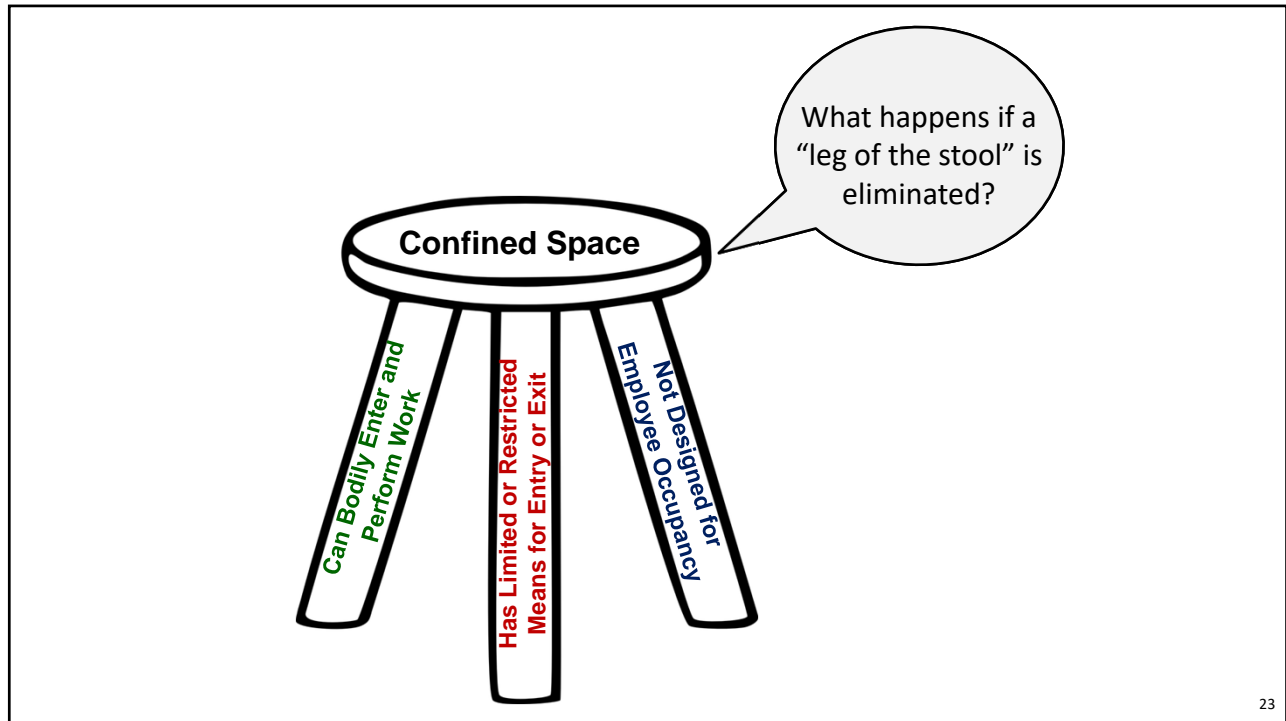 What happens if a
“leg of the stool” is
eliminated?
Confined Space
Can Bodily Enter and
Perform Work
Has Limited or Restricted
Means for Entry or Exit
Not Designed for
Employee Occupancy
23